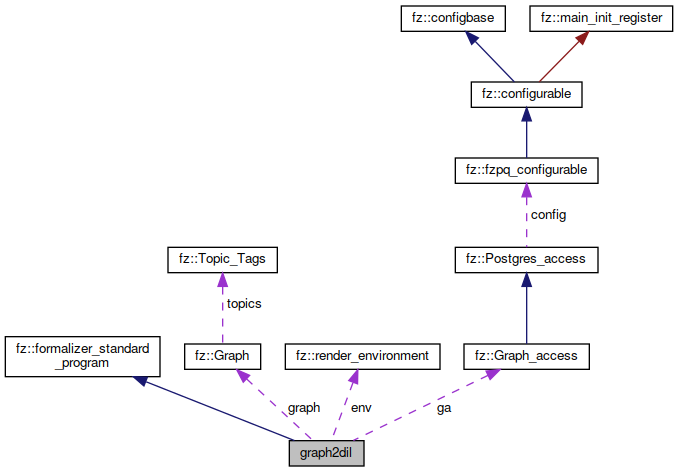 fz::configbase
fz::main_init_register
fz::configurable
fz::fzpq_configurable
config
fz::Topic_Tags
fz::Postgres_access
topics
fz::formalizer_standard
_program
fz::Graph
fz::render_environment
fz::Graph_access
graph
env
ga
graph2dil